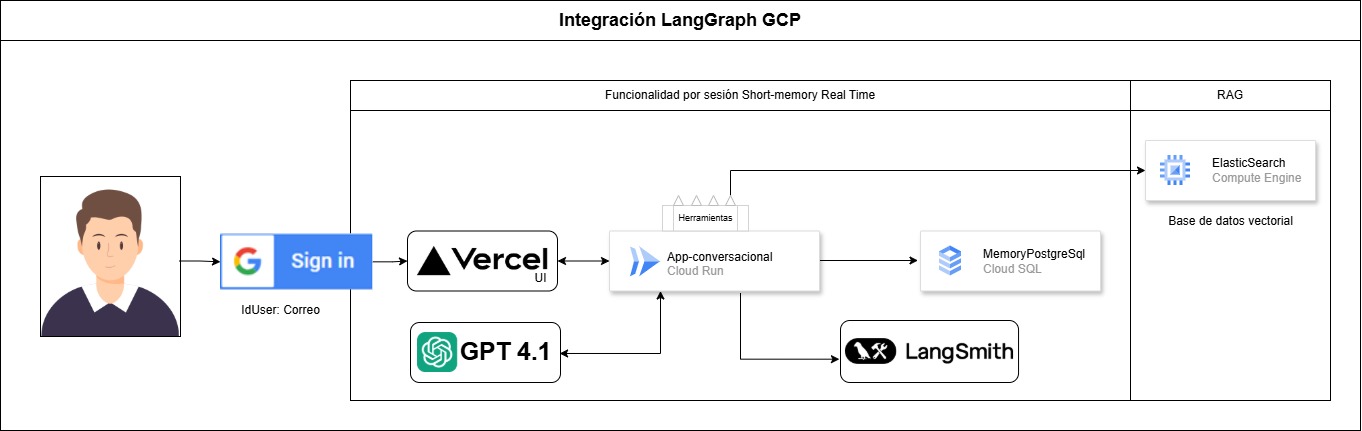 Integración LangGraph GCP
Funcionalidad por sesión Short-memory Real Time
RAG
ElasticSearch
Compute Engine
Base de datos vectorial
Herramientas
G Sign in
IdUser: Correo
Vercel
UI
App-conversacional
Cloud Run
MemoryPostgreSql
Cloud SQL
GPT 4.1
LangSmith